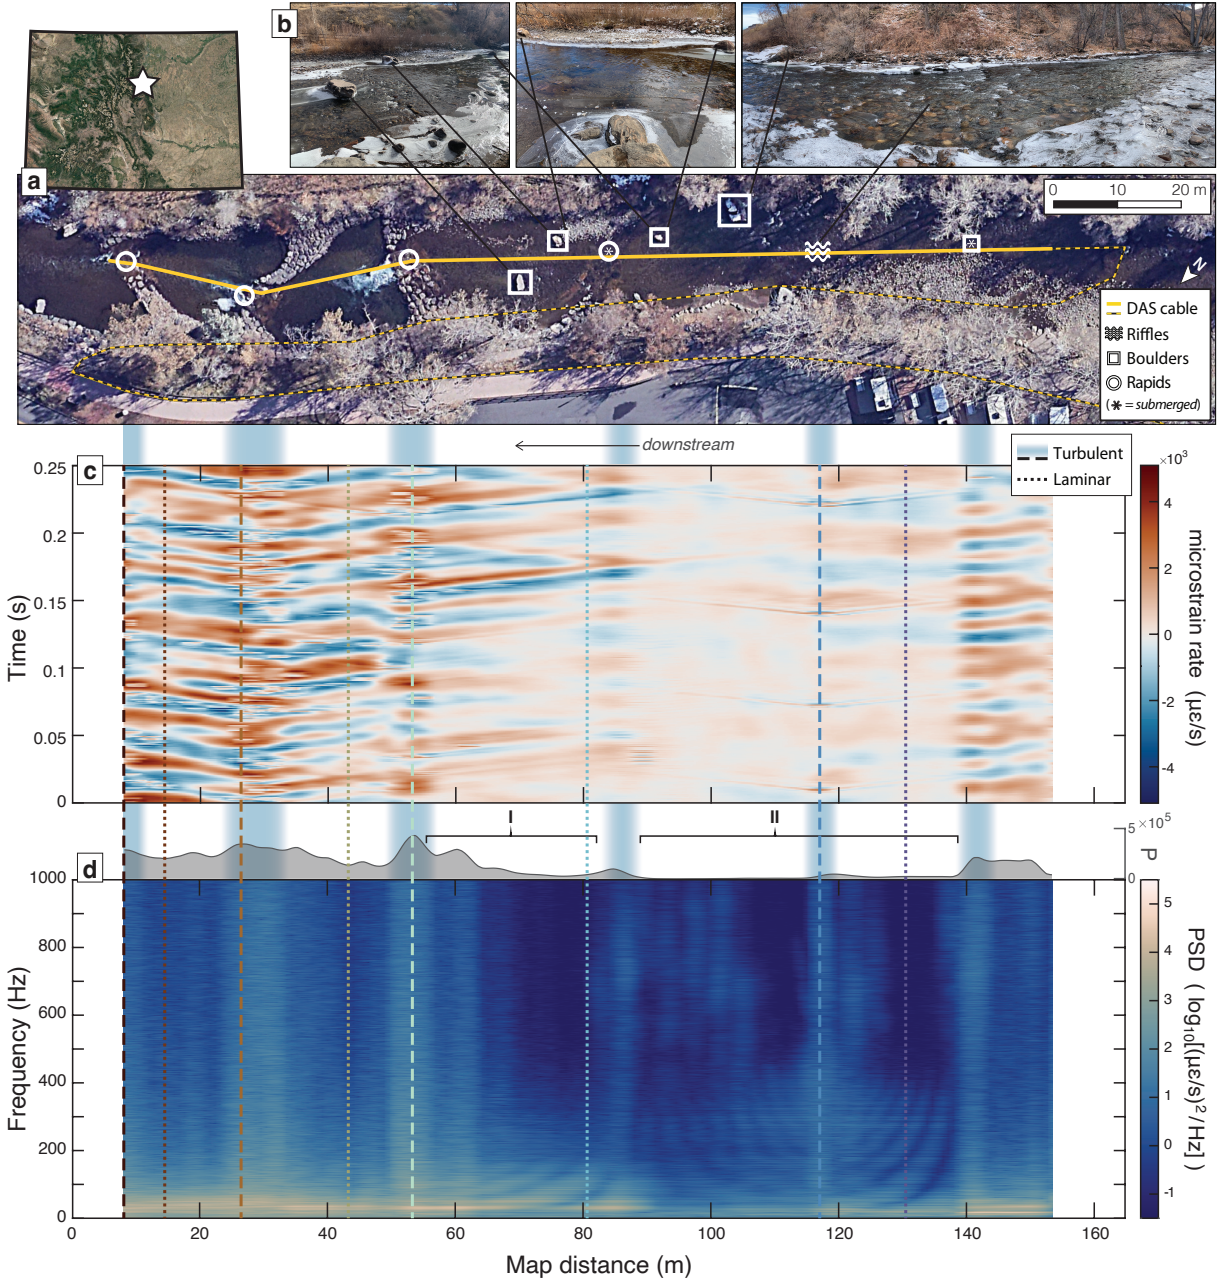 b
a
0 10 20 m
N
DAS cable
Riffles
Boulders
Rapids
(* = submerged)
downstream
c
Turbulent
Laminar
0.25
0.2
0.15
0.1
0.05
0
Time (s)
×10³
4
2
0
-2
-4
microstrain rate (με/s)
I
II
5 ×10⁵
0
P
d
1000
800
600
400
200
0
Frequency (Hz)
5
4
3
2
1
0
-1
PSD ( log₁₀[(με/s)²/Hz] )
0 20 40 60 80 100 120 140 160
Map distance (m)